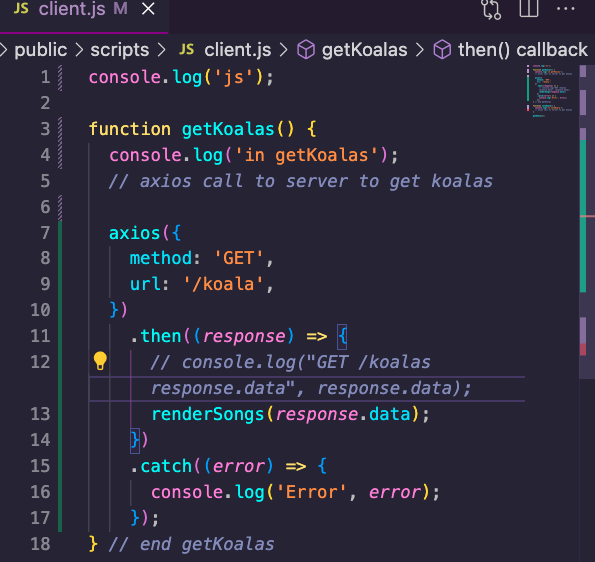 JS client.js M ×
public > scripts > JS client.js > getKoalas > then() callback
1 console.log('js');
2
3 function getKoalas() {
4 console.log('in getKoalas');
5 // axios call to server to get koalas
6
7 axios({
8 method: 'GET',
9 url: '/koala',
10 })
11 .then((response) => {
12 // console.log("GET /koalas
response.data", response.data);
13 renderSongs(response.data);
14 })
15 .catch((error) => {
16 console.log('Error', error);
17 });
18 } // end getKoalas